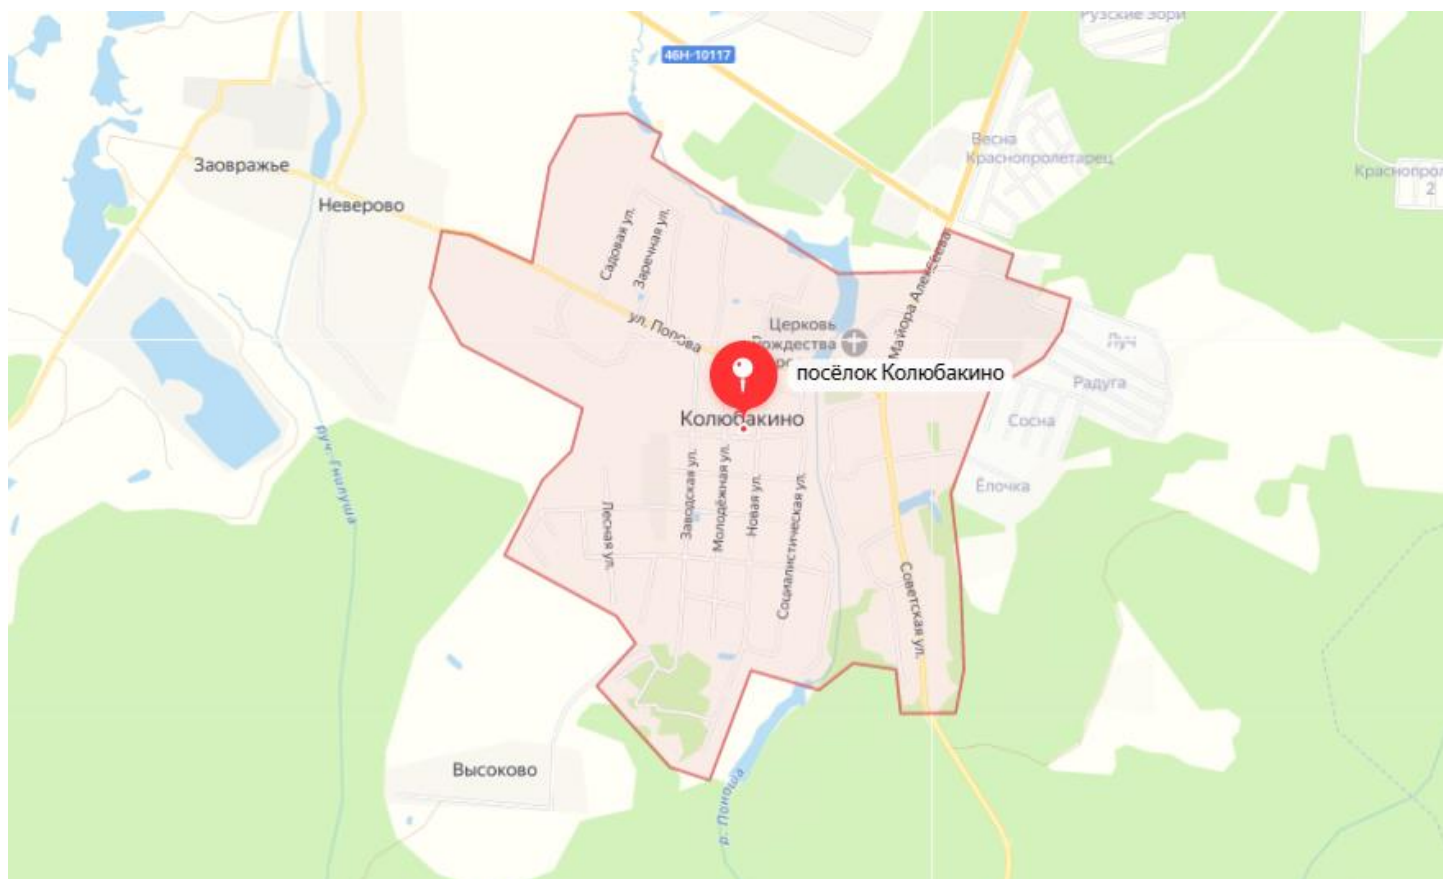 Рузские Зори
46Н-10117
Весна
Краснопролетарец
Заовражье
Краснопрол
2
Неверово
Садовая ул.
Заречная ул.
Майора Алексеева
ул. Попова
Церковь
Рождества
Луч
посёлок Колюбакино
Радуга
Колюбакино
Сосна
руч. Гнилуша
Ёлочка
Лесная ул.
Заводская ул.
Молодёжная ул.
Новая ул.
Социалистическая ул.
Советская ул.
Высоково
р. Поноша